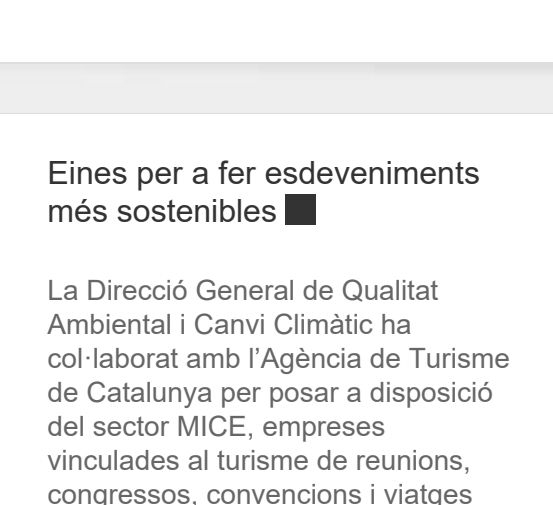 Eines per a fer esdeveniments
més sostenibles
La Direcció General de Qualitat
Ambiental i Canvi Climàtic ha
col·laborat amb l’Agència de Turisme
de Catalunya per posar a disposició
del sector MICE, empreses
vinculades al turisme de reunions,
congressos, convencions i viatges